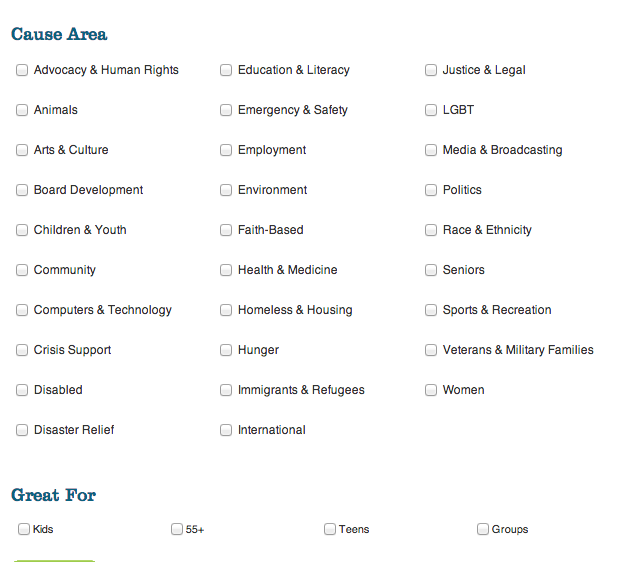 Cause Area
Advocacy & Human Rights
Animals
Arts & Culture
Board Development
Children & Youth
Community
Computers & Technology
Crisis Support
Disabled
Disaster Relief
Education & Literacy
Emergency & Safety
Employment
Environment
Faith-Based
Health & Medicine
Homeless & Housing
Hunger
Immigrants & Refugees
International
Justice & Legal
LGBT
Media & Broadcasting
Politics
Race & Ethnicity
Seniors
Sports & Recreation
Veterans & Military Families
Women
Great For
Kids
55+
Teens
Groups